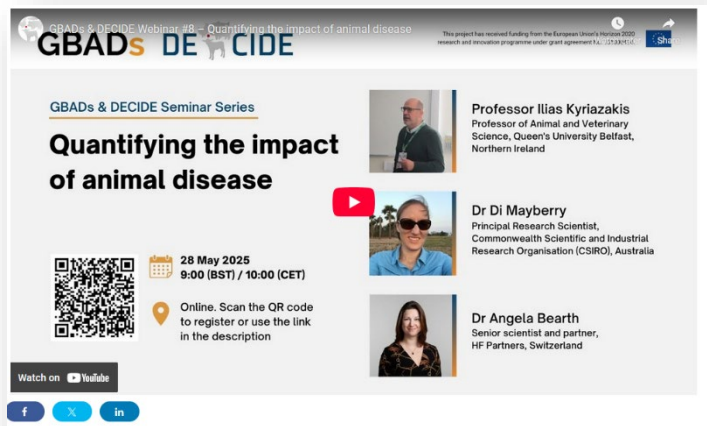 GBADs & DECIDE Webinar #8 – Quantifying the impact of animal disease
GBADs DECIDE
This project has received funding from the European Union's Horizon 2020
research and innovation programme under grant agreement
Share
GBADs & DECIDE Seminar Series
Quantifying the impact
of animal disease
28 May 2025
9:00 (BST) / 10:00 (CET)
Online. Scan the QR code
to register or use the link
in the description
Professor Ilias Kyriazakis
Professor of Animal and Veterinary
Science, Queen's University Belfast,
Northern Ireland
Dr Di Mayberry
Principal Research Scientist,
Commonwealth Scientific and Industrial
Research Organisation (CSIRO), Australia
Dr Angela Bearth
Senior scientist and partner,
HF Partners, Switzerland
Watch on YouTube
f X in